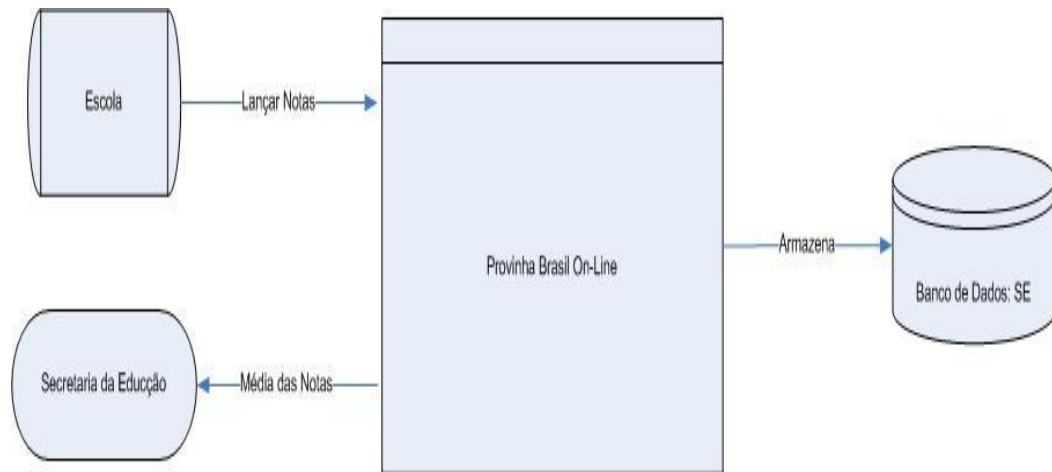 Escola
Lançar Notas
Provinha Brasil On-Line
Armazena
Banco de Dados: SE
Secretaria da Educção
Média das Notas